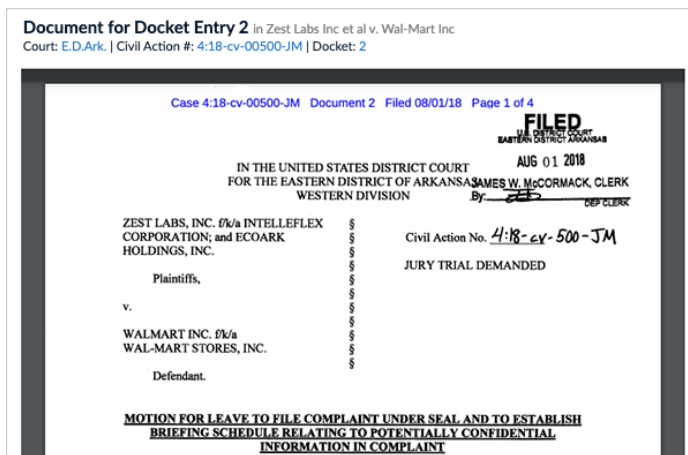 Document for Docket Entry 2 in Zest Labs Inc et al v. Wal-Mart Inc
Court: E.D.Ark. | Civil Action #: 4:18-cv-00500-JM | Docket: 2
Case 4:18-cv-00500-JM Document 2 Filed 08/01/18 Page 1 of 4
FILED
U.S. DISTRICT COURT
EASTERN DISTRICT ARKANSAS
AUG 01 2018
IN THE UNITED STATES DISTRICT COURT
FOR THE EASTERN DISTRICT OF ARKANSAS
JAMES W. McCORMACK, CLERK
WESTERN DIVISION
By:
DEP CLERK
ZEST LABS, INC. f/k/a INTELLEFLEX §
CORPORATION; and ECOARK § Civil Action No. 4:18-cv-500-JM
HOLDINGS, INC. §
§ JURY TRIAL DEMANDED
Plaintiffs, §
§
v. §
§
WALMART INC. f/k/a §
WAL-MART STORES, INC. §
§
Defendant.
MOTION FOR LEAVE TO FILE COMPLAINT UNDER SEAL AND TO ESTABLISH
BRIEFING SCHEDULE RELATING TO POTENTIALLY CONFIDENTIAL
INFORMATION IN COMPLAINT